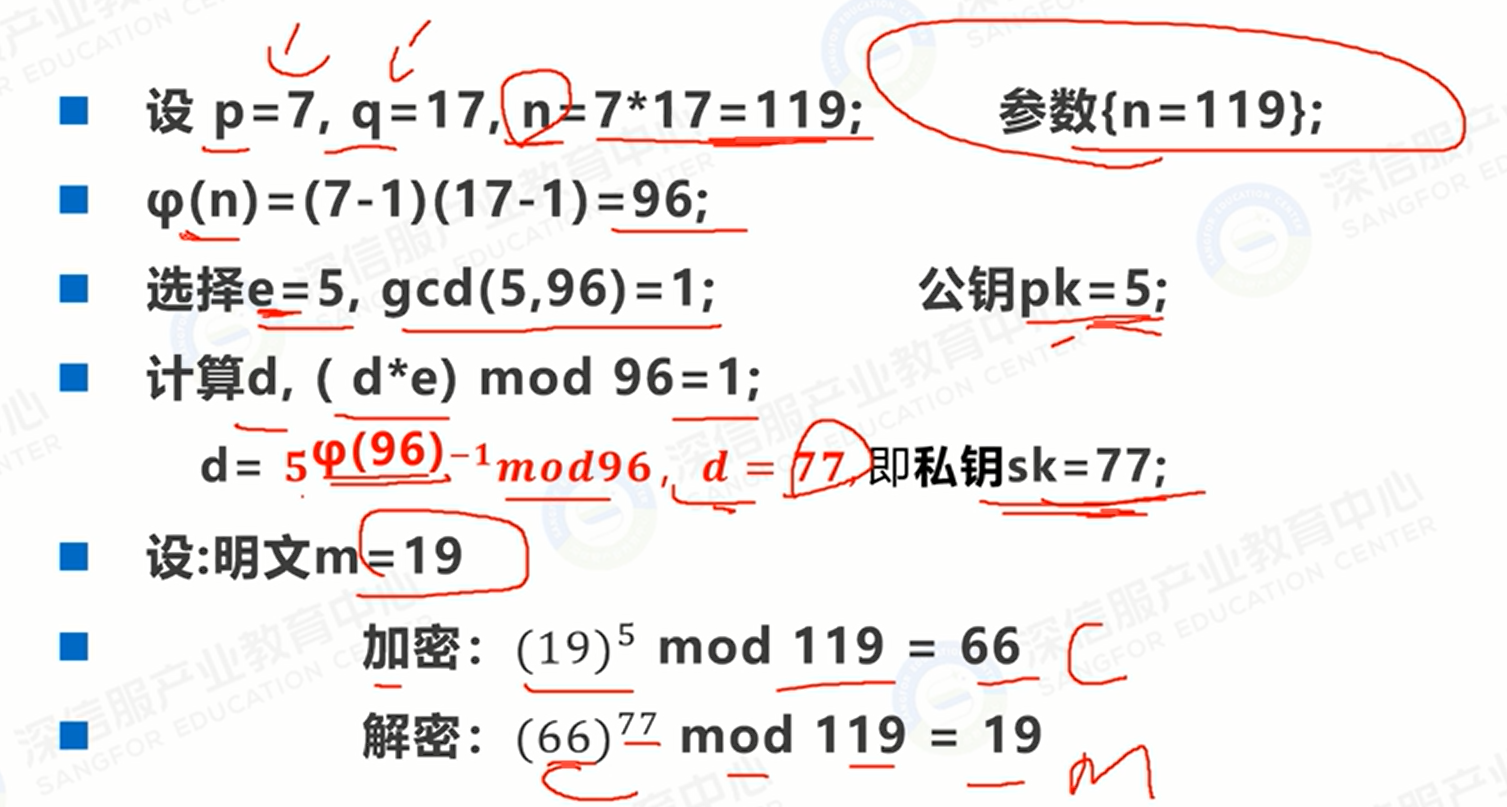 设 p=7, q=17, n=7*17=119; 参数{n=119};
φ(n)=(7-1)(17-1)=96;
选择e=5, gcd(5,96)=1; 公钥pk=5;
计算d, ( d*e) mod 96=1;
d= 5^φ(96)-1 mod96, d = 77,即私钥sk=77;
设:明文m=19
加密： (19)^5 mod 119 = 66 C
解密： (66)^77 mod 119 = 19 M
C
深信服产业教育中心
SANGFOR EDUCATION CENTER